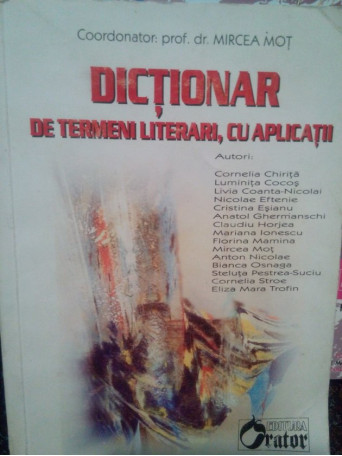 Coordonator: prof. dr. MIRCEA MOȚ
DICȚIONAR
DE TERMENI LITERARI, CU APLICAȚII
Autori:
Cornelia Chiriță
Luminița Cocoș
Livia Coanta-Nicolai
Nicolae Eftenie
Cristina Eșianu
Anatol Ghermanschi
Claudiu Horjea
Mariana Ionescu
Florina Mamina
Mircea Moț
Anton Nicolae
Bianca Osnaga
Steluța Pestrea-Suciu
Cornelia Stroe
Eliza Mara Trofin
EDITURA
Orator